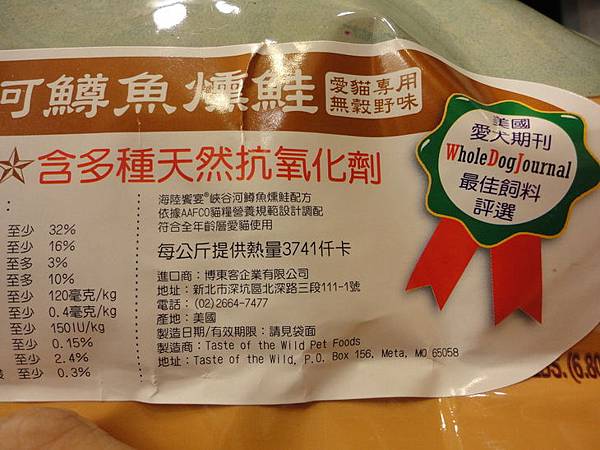 河鱒魚燻鮭
愛貓專用
無穀野味
含多種天然抗氧化劑
美國
愛犬期刊
WholeDogJournal
最佳飼料
評選
:
至少 32%
至少 16%
至多 3%
至多 10%
至少 120毫克/kg
至少 0.4毫克/kg
至少 150IU/kg
至少 0.15%
至少 2.4%
至少 0.3%
海陸饗宴®峽谷河鱒魚燻鮭配方
依據AAFCO貓糧營養規範設計調配
符合全年齡層愛貓使用
每公斤提供熱量3741仟卡
進口商：博東客企業有限公司
地址：新北市深坑區北深路三段111-1號
電話：(02)2664-7477
產地：美國
製造日期/有效期限：請見袋面
製造商：Taste of the Wild Pet Foods
地址：Taste of the Wild, P.O. Box 156, Meta, MO 65058